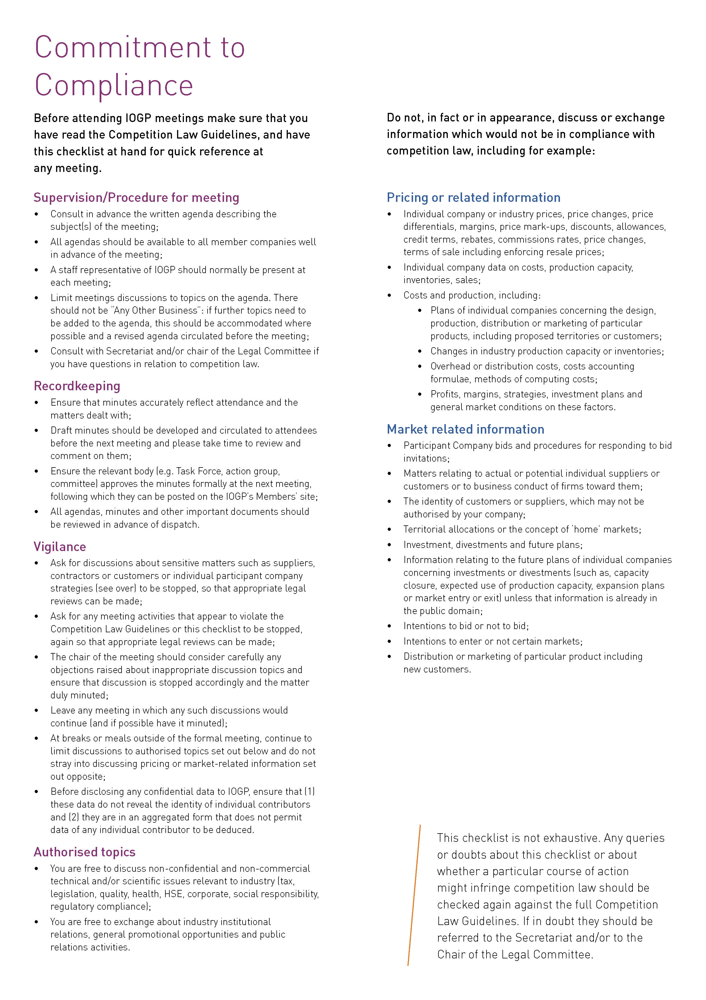 Commitment to
Compliance
Before attending IOGP meetings make sure that you
have read the Competition Law Guidelines, and have
this checklist at hand for quick reference at
any meeting.
Supervision/Procedure for meeting
• Consult in advance the written agenda describing the
subject(s) of the meeting;
• All agendas should be available to all member companies well
in advance of the meeting;
• A staff representative of IOGP should normally be present at
each meeting;
• Limit meetings discussions to topics on the agenda. There
should not be “Any Other Business”: if further topics need to
be added to the agenda, this should be accommodated where
possible and a revised agenda circulated before the meeting;
• Consult with Secretariat and/or chair of the Legal Committee if
you have questions in relation to competition law.
Recordkeeping
• Ensure that minutes accurately reflect attendance and the
matters dealt with;
• Draft minutes should be developed and circulated to attendees
before the next meeting and please take time to review and
comment on them;
• Ensure the relevant body (e.g. Task Force, action group,
committee) approves the minutes formally at the next meeting,
following which they can be posted on the IOGP’s Members’ site;
• All agendas, minutes and other important documents should
be reviewed in advance of dispatch.
Vigilance
• Ask for discussions about sensitive matters such as suppliers,
contractors or customers or individual participant company
strategies (see over) to be stopped, so that appropriate legal
reviews can be made;
• Ask for any meeting activities that appear to violate the
Competition Law Guidelines or this checklist to be stopped,
again so that appropriate legal reviews can be made;
• The chair of the meeting should consider carefully any
objections raised about inappropriate discussion topics and
ensure that discussion is stopped accordingly and the matter
duly minuted;
• Leave any meeting in which any such discussions would
continue (and if possible have it minuted);
• At breaks or meals outside of the formal meeting, continue to
limit discussions to authorised topics set out below and do not
stray into discussing pricing or market-related information set
out opposite;
• Before disclosing any confidential data to IOGP, ensure that (1)
these data do not reveal the identity of individual contributors
and (2) they are in an aggregated form that does not permit
data of any individual contributor to be deduced.
Authorised topics
• You are free to discuss non-confidential and non-commercial
technical and/or scientific issues relevant to industry (tax,
legislation, quality, health, HSE, corporate, social responsibility,
regulatory compliance);
• You are free to exchange about industry institutional
relations, general promotional opportunities and public
relations activities.
Do not, in fact or in appearance, discuss or exchange
information which would not be in compliance with
competition law, including for example:
Pricing or related information
• Individual company or industry prices, price changes, price
differentials, margins, price mark-ups, discounts, allowances,
credit terms, rebates, commissions rates, price changes,
terms of sale including enforcing resale prices;
• Individual company data on costs, production capacity,
inventories, sales;
• Costs and production, including:
• Plans of individual companies concerning the design,
production, distribution or marketing of particular
products, including proposed territories or customers;
• Changes in industry production capacity or inventories;
• Overhead or distribution costs, costs accounting
formulae, methods of computing costs;
• Profits, margins, strategies, investment plans and
general market conditions on these factors.
Market related information
• Participant Company bids and procedures for responding to bid
invitations;
• Matters relating to actual or potential individual suppliers or
customers or to business conduct of firms toward them;
• The identity of customers or suppliers, which may not be
authorised by your company;
• Territorial allocations or the concept of ‘home’ markets;
• Investment, divestments and future plans;
• Information relating to the future plans of individual companies
concerning investments or divestments (such as, capacity
closure, expected use of production capacity, expansion plans
or market entry or exit) unless that information is already in
the public domain;
• Intentions to bid or not to bid;
• Intentions to enter or not certain markets;
• Distribution or marketing of particular product including
new customers.
This checklist is not exhaustive. Any queries
or doubts about this checklist or about
whether a particular course of action
might infringe competition law should be
checked again against the full Competition
Law Guidelines. If in doubt they should be
referred to the Secretariat and/or to the
Chair of the Legal Committee.